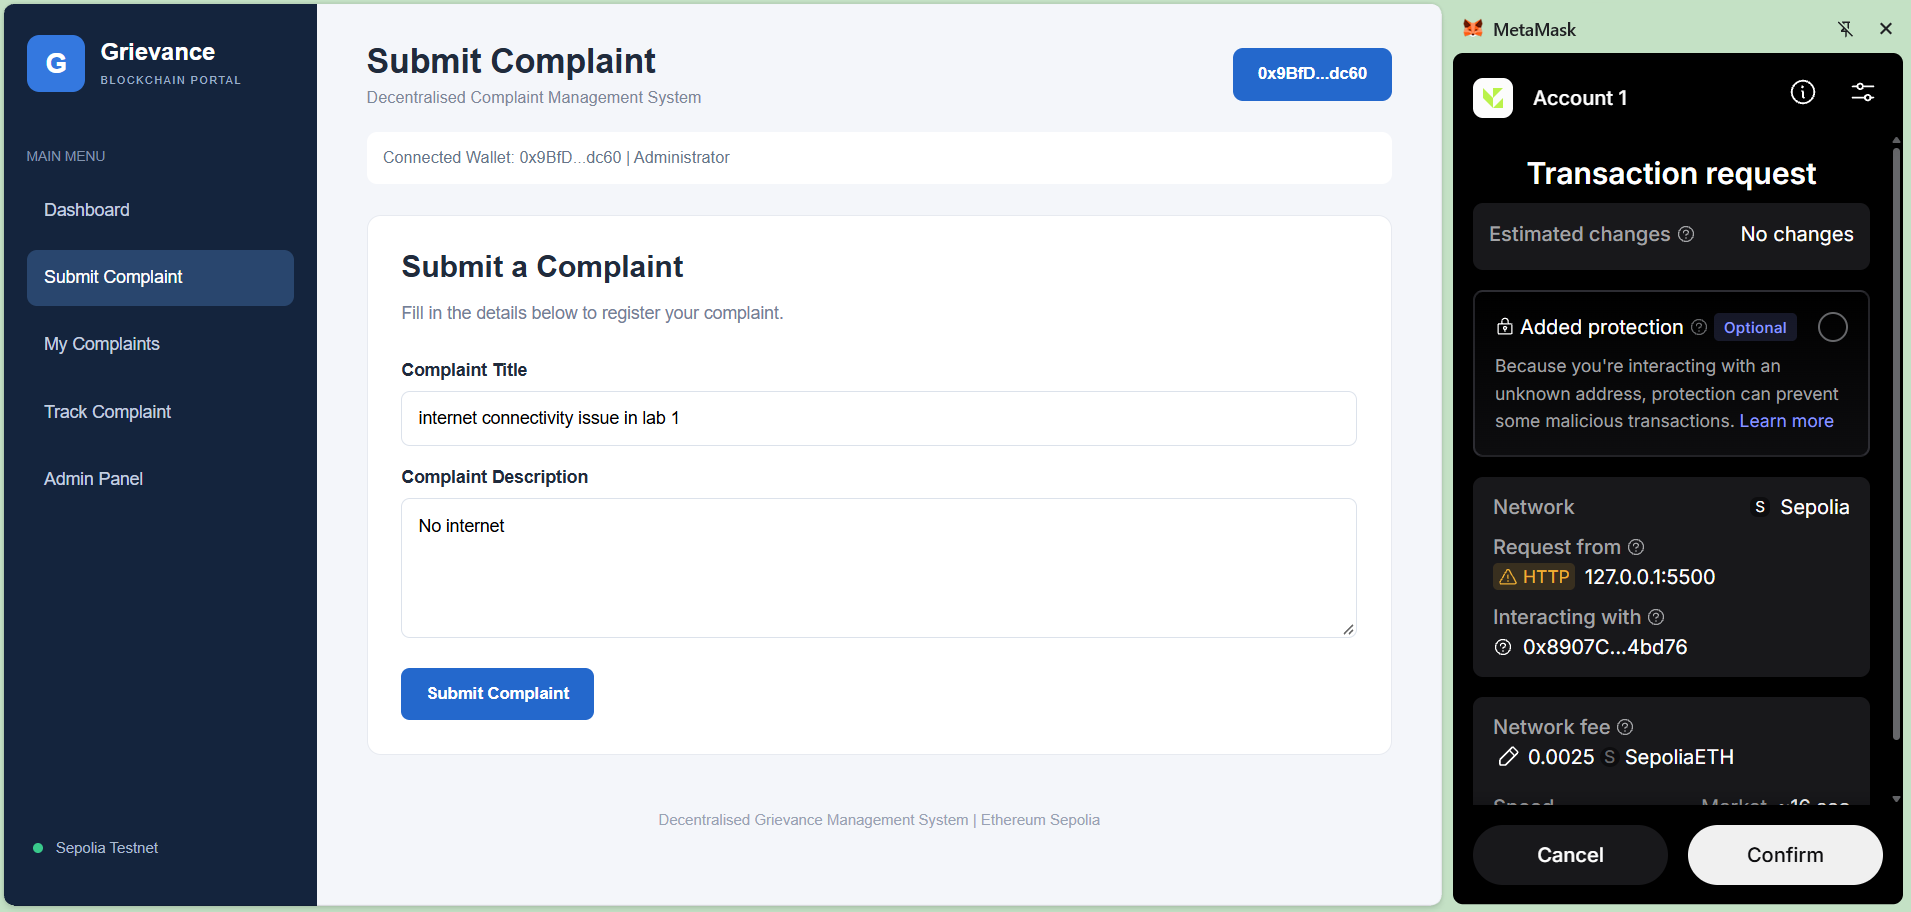 G
Grievance
BLOCKCHAIN PORTAL
MAIN MENU
Dashboard
Submit Complaint
My Complaints
Track Complaint
Admin Panel
Sepolia Testnet
Submit Complaint
Decentralised Complaint Management System
0x9BfD...dc60
Connected Wallet: 0x9BfD...dc60 | Administrator
Submit a Complaint
Fill in the details below to register your complaint.
Complaint Title
internet connectivity issue in lab 1
Complaint Description
No internet
Submit Complaint
Decentralised Grievance Management System | Ethereum Sepolia
MetaMask
Account 1
Transaction request
Estimated changes No changes
Added protection Optional
Because you're interacting with an
unknown address, protection can prevent
some malicious transactions. Learn more
Network S Sepolia
Request from
HTTP 127.0.0.1:5500
Interacting with
0x8907C...4bd76
Network fee
0.0025 S SepoliaETH
Speed Market ~16 sec
Cancel Confirm